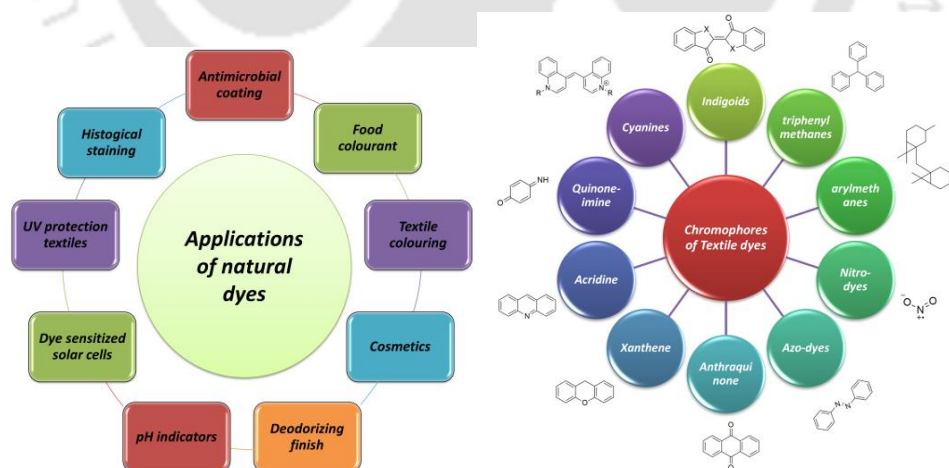 Applications
of natural
dyes
Antimicrobial
coating
Food
colourant
Textile
colouring
Cosmetics
Deodorizing
finish
pH indicators
Dye sensitized
solar cells
UV protection
textiles
Histogical
staining
Chromophores
of Textile dyes
Indigoids
triphenyl
methanes
arylmeth
anes
Nitro-
dyes
Azo-dyes
Anthraqui
none
Xanthene
Acridine
Quinone-
imine
Cyanines
X
O
O
X
O
N
O
N
N
O
O
O
N
O
NH
N
R
N
R